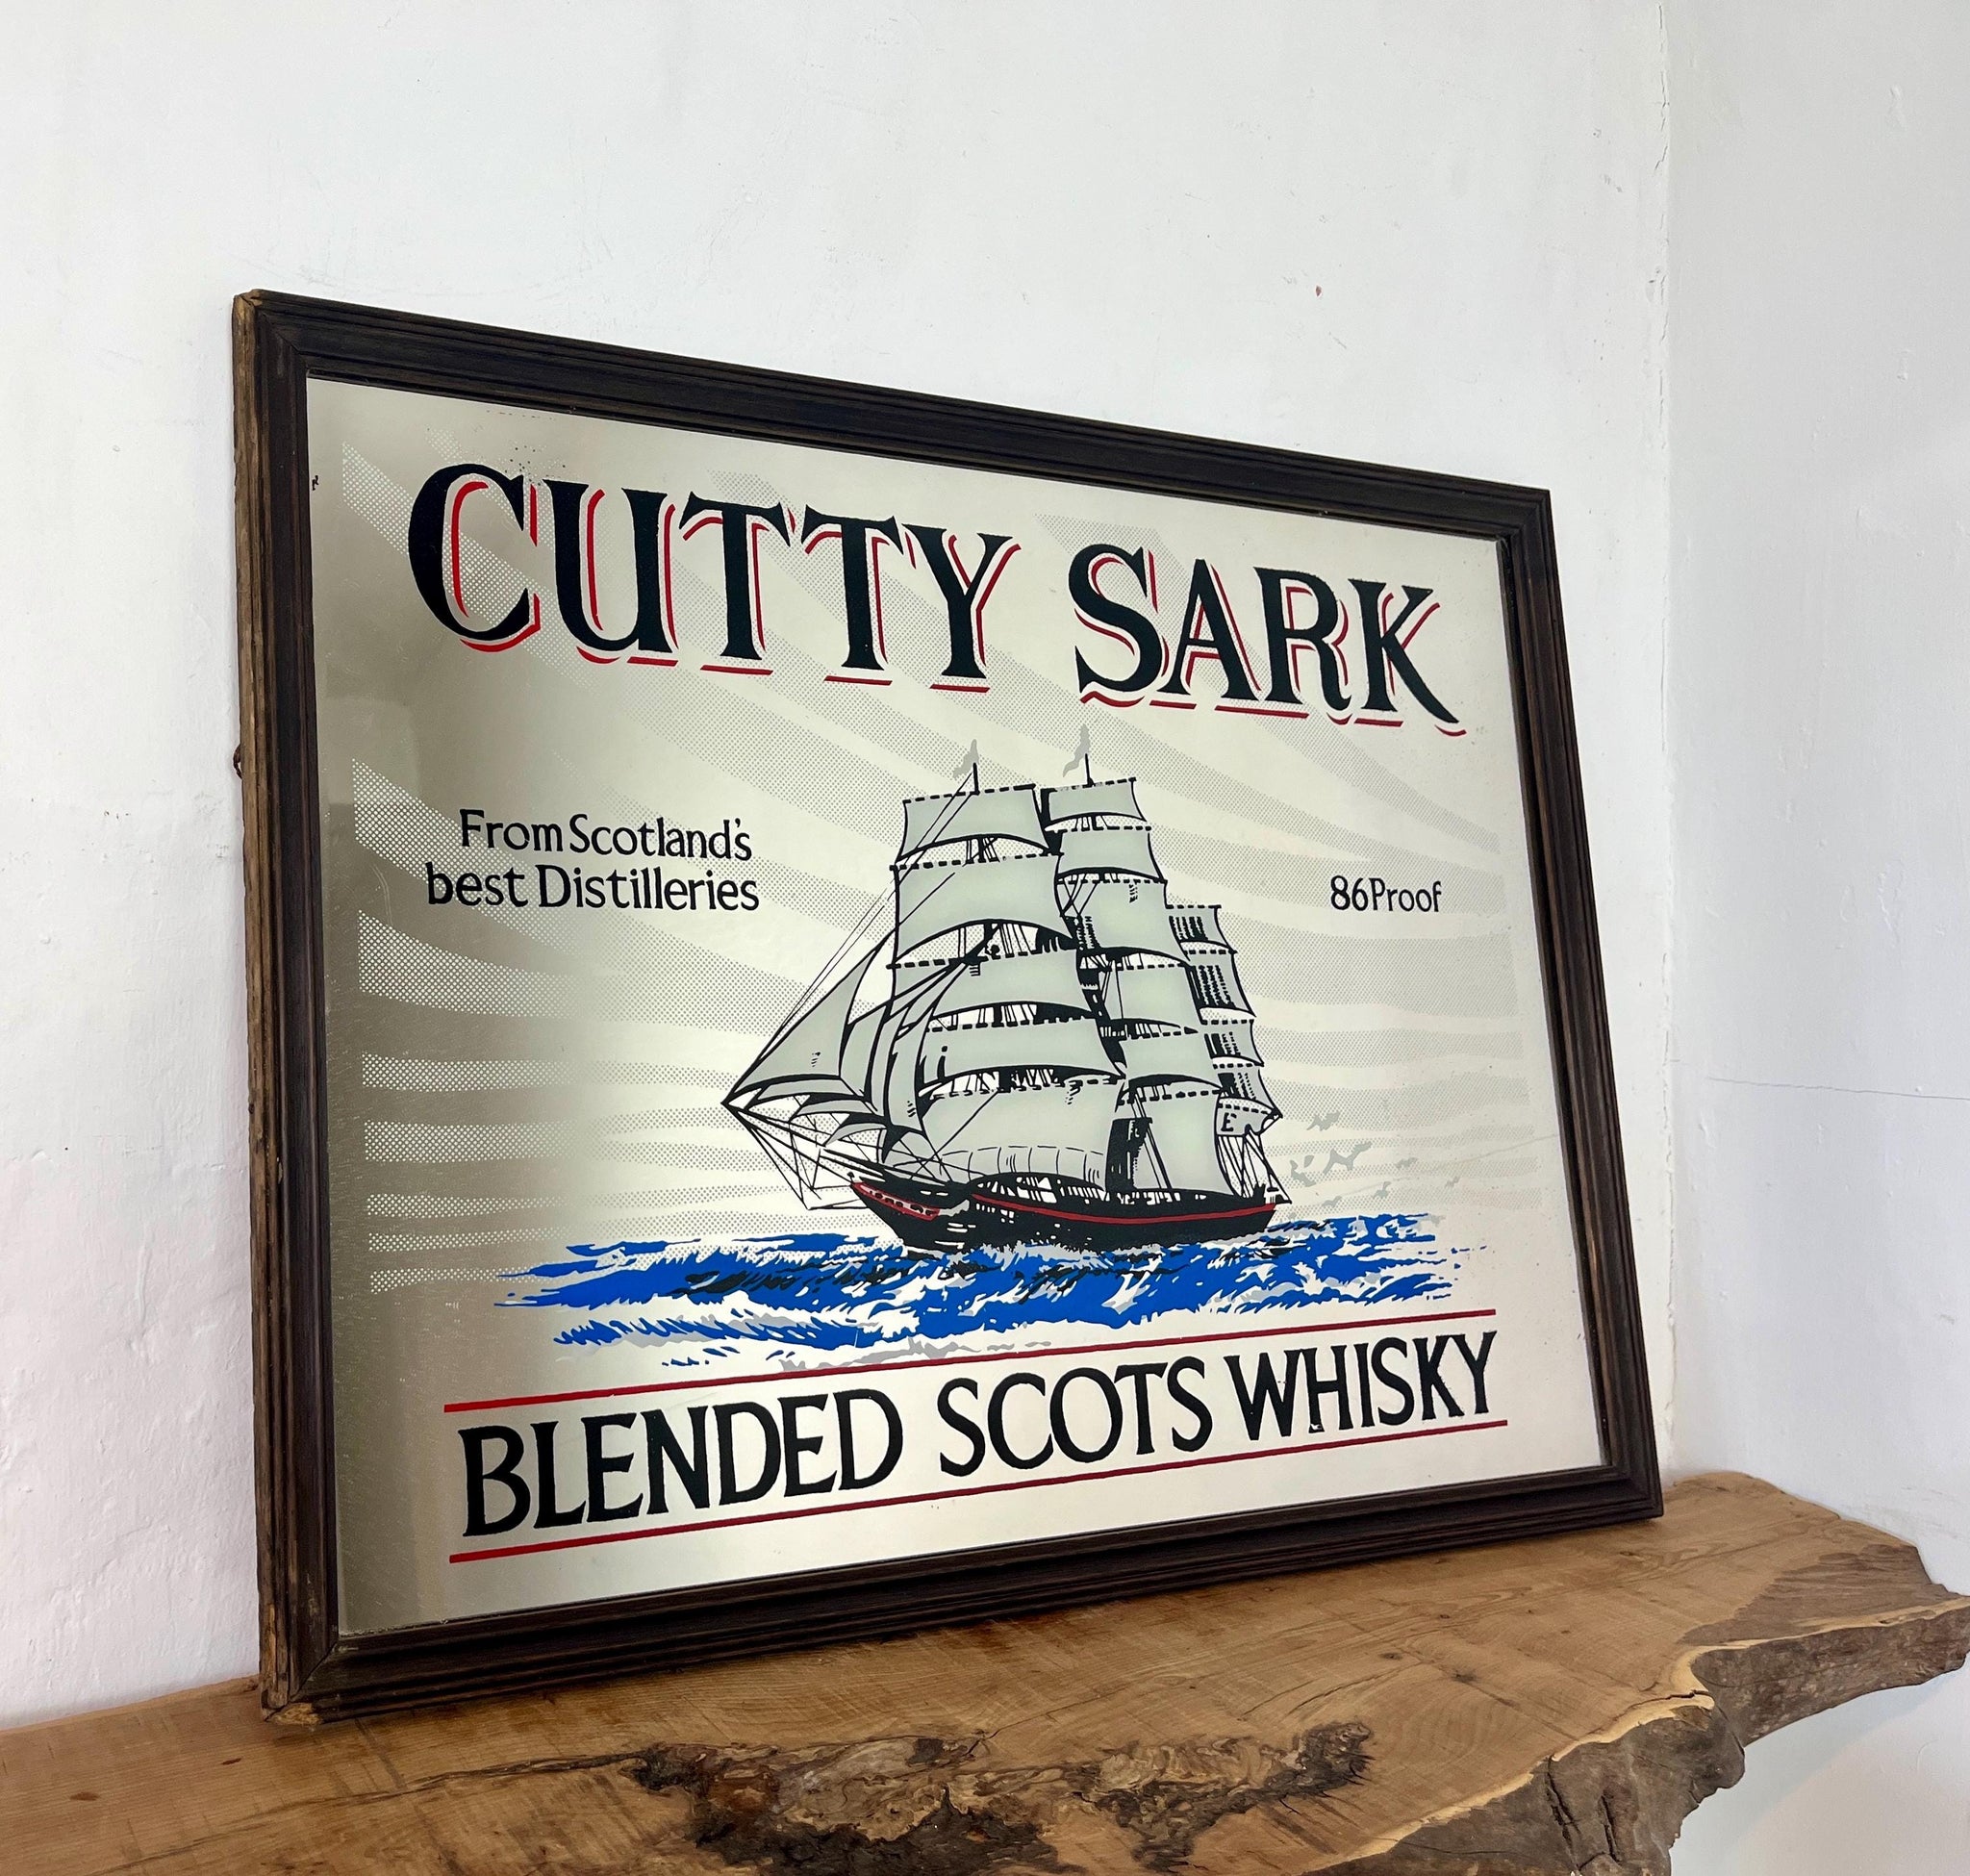 CUTTY SARK
From Scotland's
best Distilleries
86 Proof
E
BLENDED SCOTS WHISKY